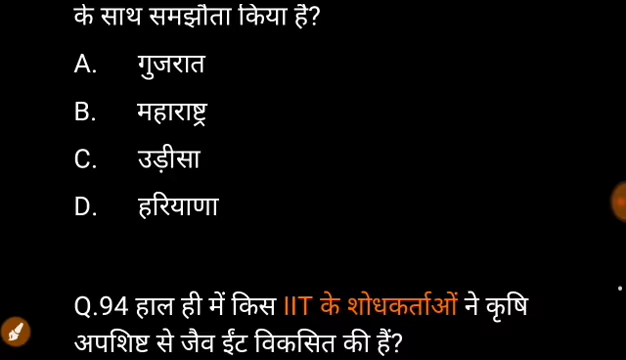 के साथ समझौता किया है?
A. गुजरात
B. महाराष्ट्र
C. उड़ीसा
D. हरियाणा
Q.94 हाल ही में किस IIT के शोधकर्ताओं ने कृषि
अपशिष्ट से जैव ईंट विकसित की हैं?